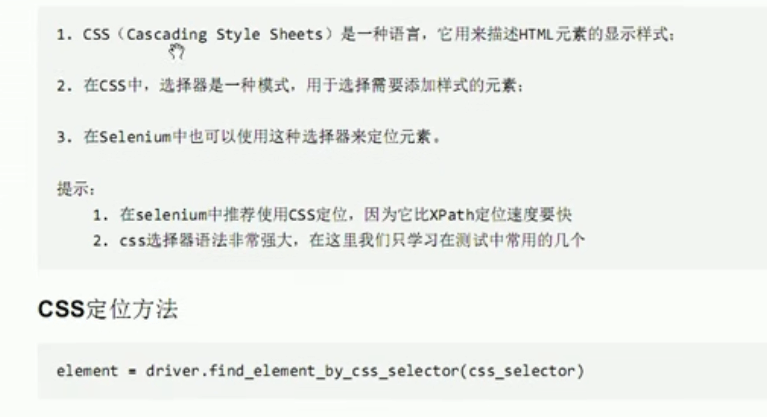 1. CSS（Cascading Style Sheets）是一种语言，它用来描述HTML元素的显示样式；
2. 在CSS中，选择器是一种模式，用于选择需要添加样式的元素；
3. 在Selenium中也可以使用这种选择器来定位元素。
提示：
1. 在selenium中推荐使用CSS定位，因为它比XPath定位速度要快
2. css选择器语法非常强大，在这里我们只学习在测试中常用的几个
CSS定位方法
element = driver.find_element_by_css_selector(css_selector)